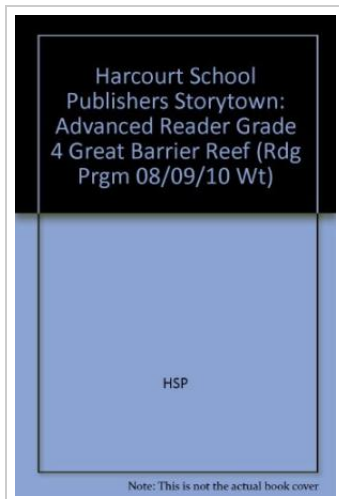 Harcourt School
Publishers Storytown:
Advanced Reader Grade
4 Great Barrier Reef (Rdg
Prgm 08/09/10 Wt)
HSP
Note: This is not the actual book cover